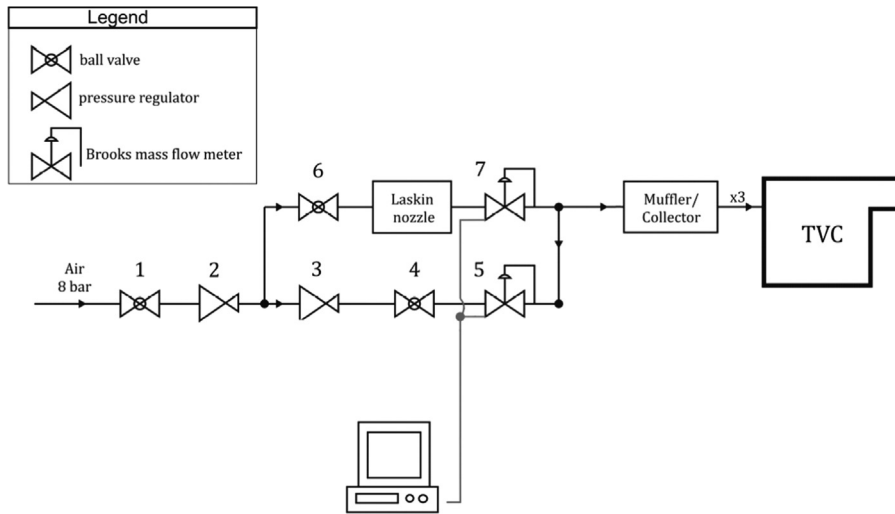 Legend
ball valve
pressure regulator
Brooks mass flow meter
6
7
Laskin
nozzle
Muffler/
Collector
x3
TVC
Air
8 bar
1
2
3
4
5